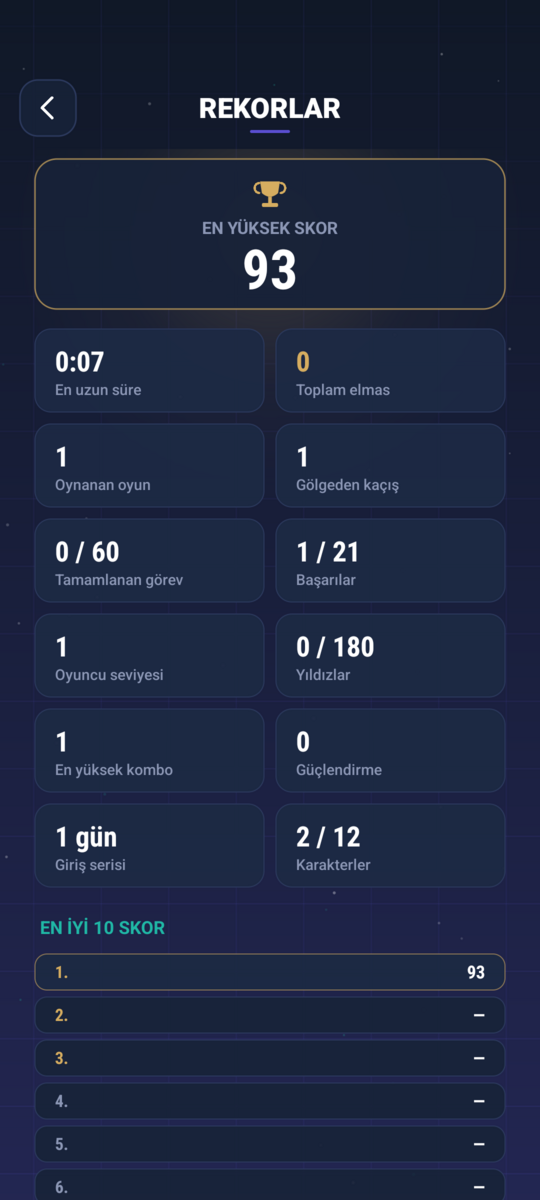 REKORLAR
EN YÜKSEK SKOR
93
0:07
En uzun süre
0
Toplam elmas
1
Oynanan oyun
1
Gölgeden kaçış
0 / 60
Tamamlanan görev
1 / 21
Başarılar
1
Oyuncu seviyesi
0 / 180
Yıldızlar
1
En yüksek kombo
0
Güçlendirme
1 gün
Giriş serisi
2 / 12
Karakterler
EN İYİ 10 SKOR
1. 93
2. –
3. –
4. –
5. –
6. –